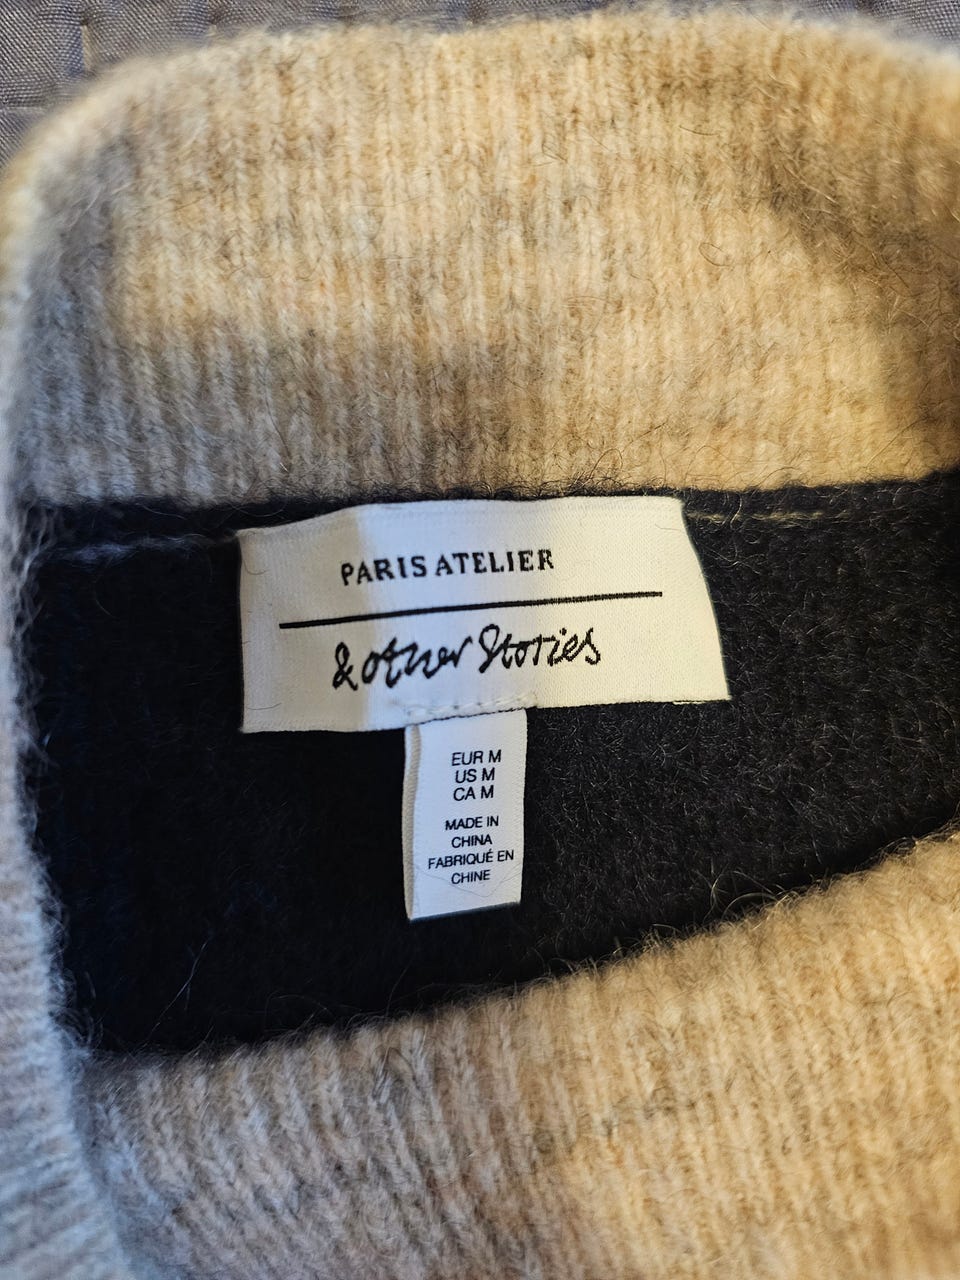 PARIS ATELIER
& other Stories
EUR M
US M
CA M
MADE IN
CHINA
FABRIQUÉ EN
CHINE